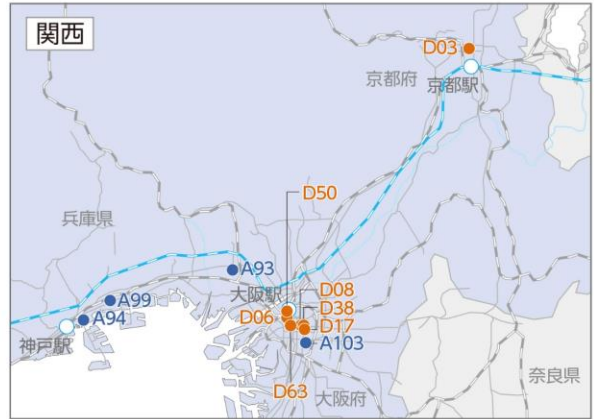 関西
D03
京都府
京都駅
D50
兵庫県
A93
大阪駅
D08
A99
D38
D06
A94
D17
神戸駅
A103
奈良県
D63
大阪府